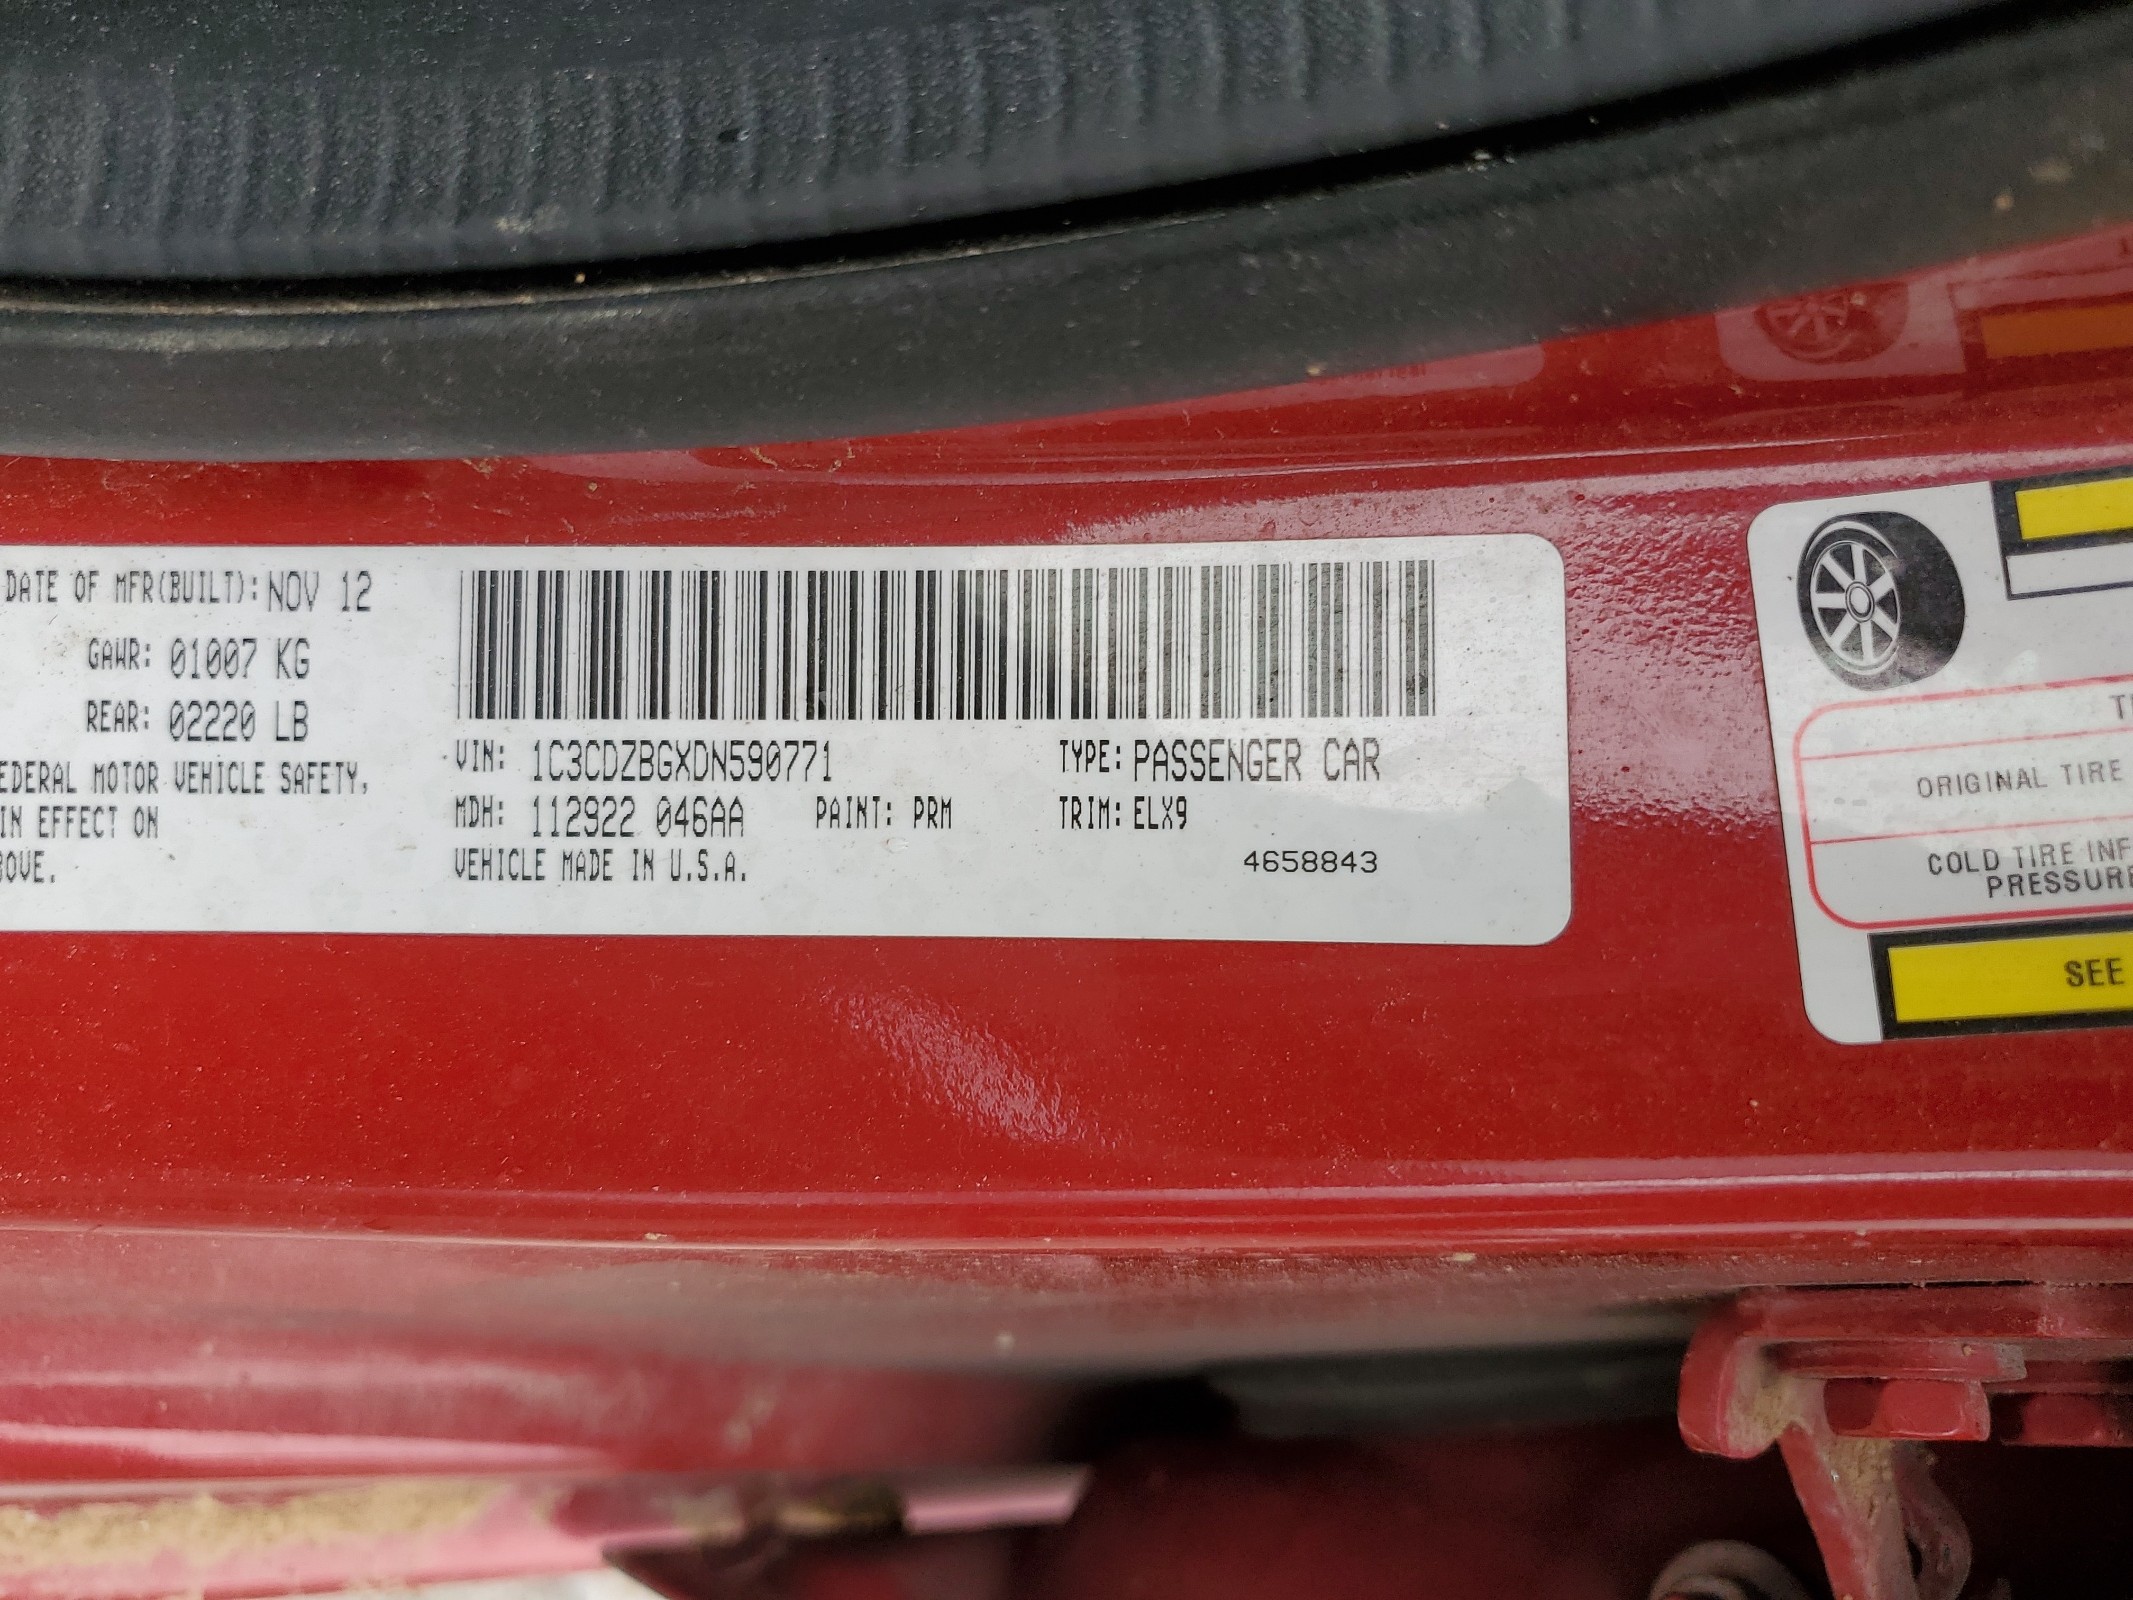 DATE OF MFR(BUILT): NOV 12
GAWR: 01007 KG
REAR: 02220 LB
EDERAL MOTOR VEHICLE SAFETY,
IN EFFECT ON
BOVE.
VIN: 1C3CDZBGXDN590771
TYPE: PASSENGER CAR
MDH: 112922 046AA
PAINT: PRM
TRIM: ELX9
VEHICLE MADE IN U.S.A.
4658843
ORIGINAL TIRE
COLD TIRE INF
PRESSURE
SEE